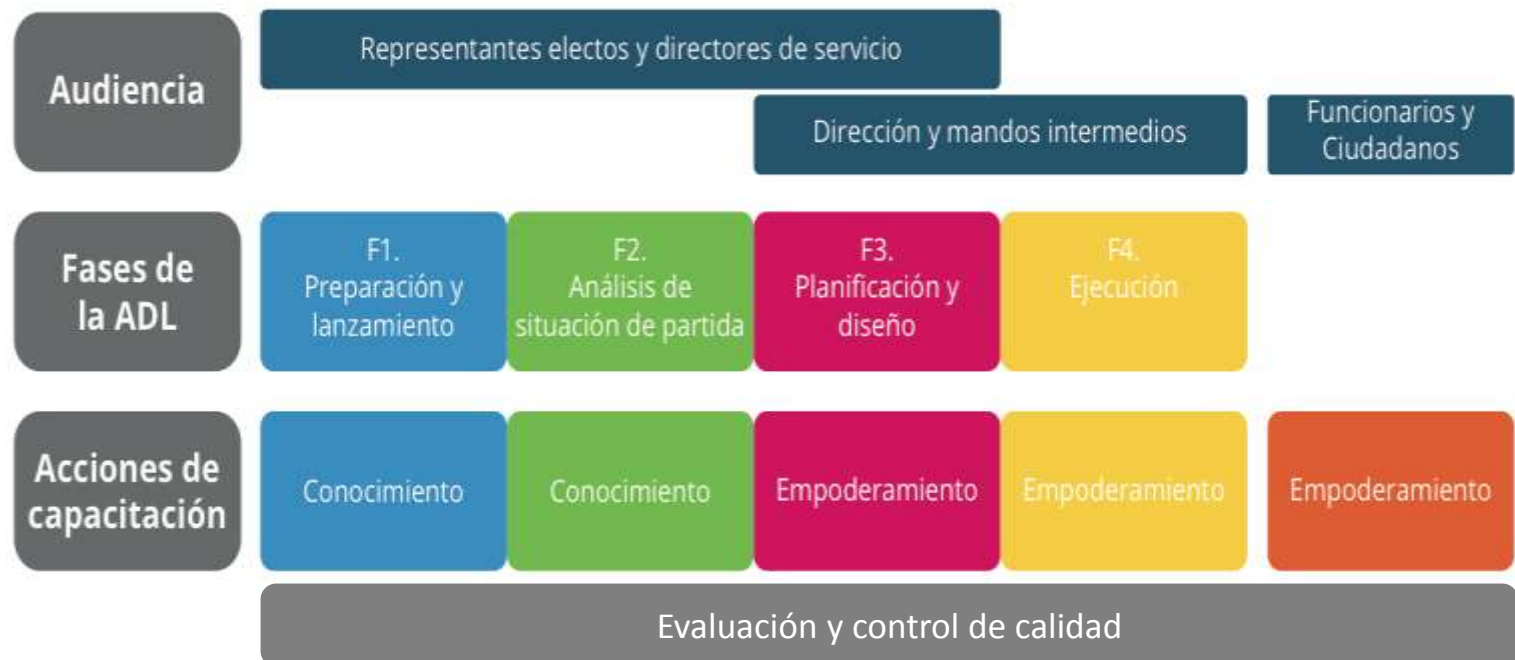 Audiencia
Representantes electos y directores de servicio
Dirección y mandos intermedios
Funcionarios y
Ciudadanos
Fases de
la ADL
F1.
Preparación y
lanzamiento
F2.
Análisis de
situación de partida
F3.
Planificación y
diseño
F4.
Ejecución
Acciones de
capacitación
Conocimiento
Conocimiento
Empoderamiento
Empoderamiento
Empoderamiento
Evaluación y control de calidad